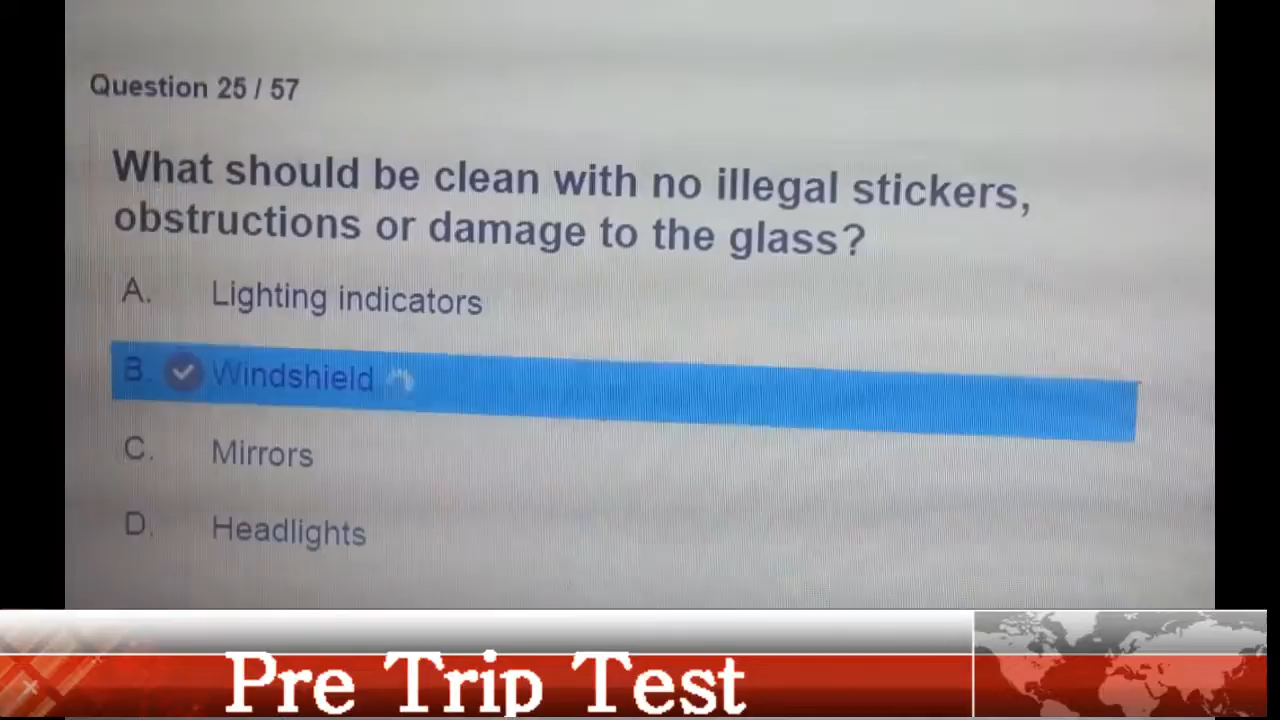 Question 25 / 57
What should be clean with no illegal stickers,
obstructions or damage to the glass?
A. Lighting indicators
B. Windshield
C. Mirrors
D. Headlights
Pre Trip Test